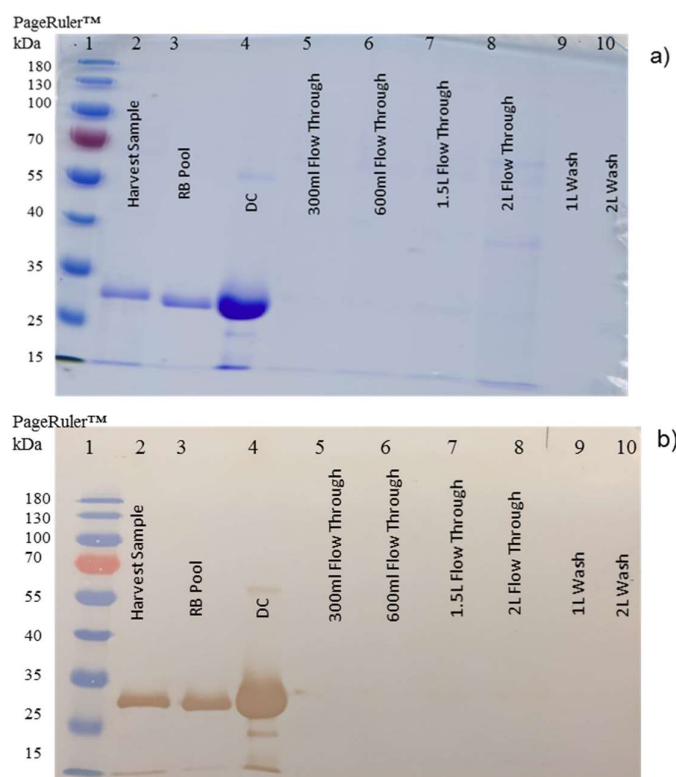 PageRuler™
kDa
1 2 3 4 5 6 7 8 9 10
a)
180
130
100
70
55
40
35
25
15
Harvest Sample
RB Pool
DC
300ml Flow Through
600ml Flow Through
1.5L Flow Through
2L Flow Through
1L Wash
2L Wash
PageRuler™
kDa
1 2 3 4 5 6 7 8 9 10
b)
180
130
100
70
55
40
35
25
15
Harvest Sample
RB Pool
DC
300ml Flow Through
600ml Flow Through
1.5L Flow Through
2L Flow Through
1L Wash
2L Wash